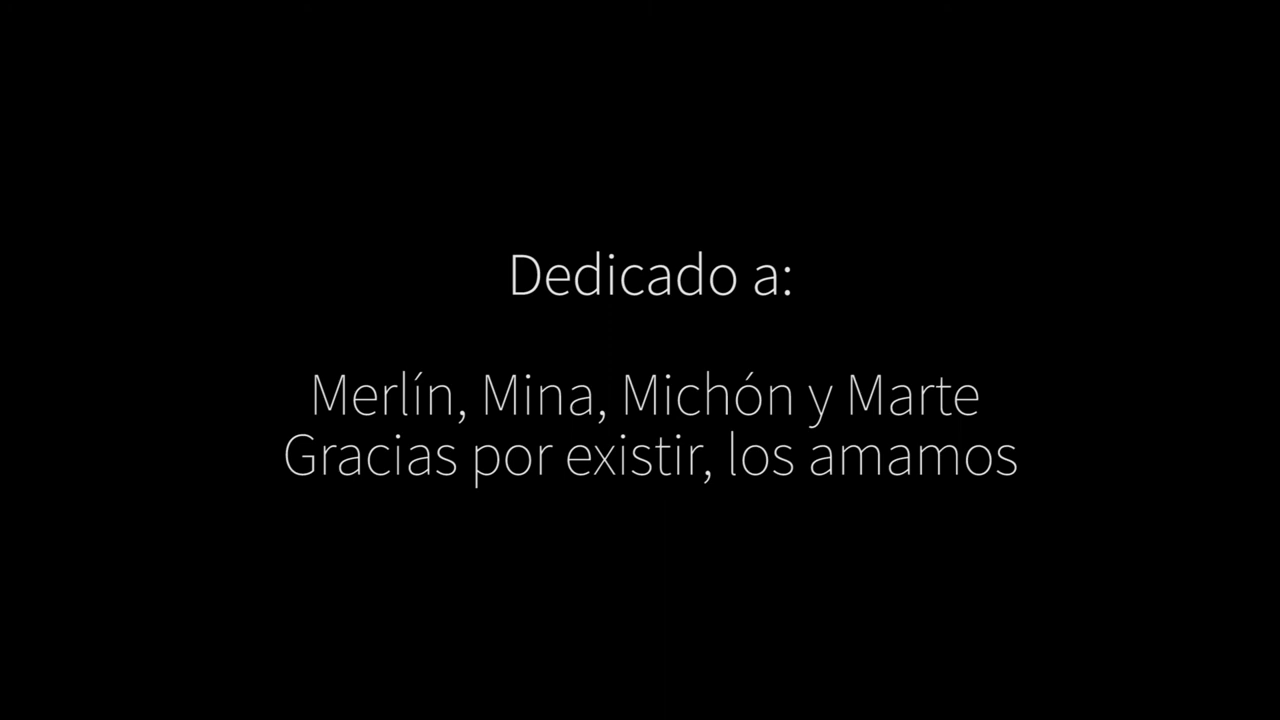 Dedicado a:
Merlín, Mina, Michón y Marte
Gracias por existir, los amamos